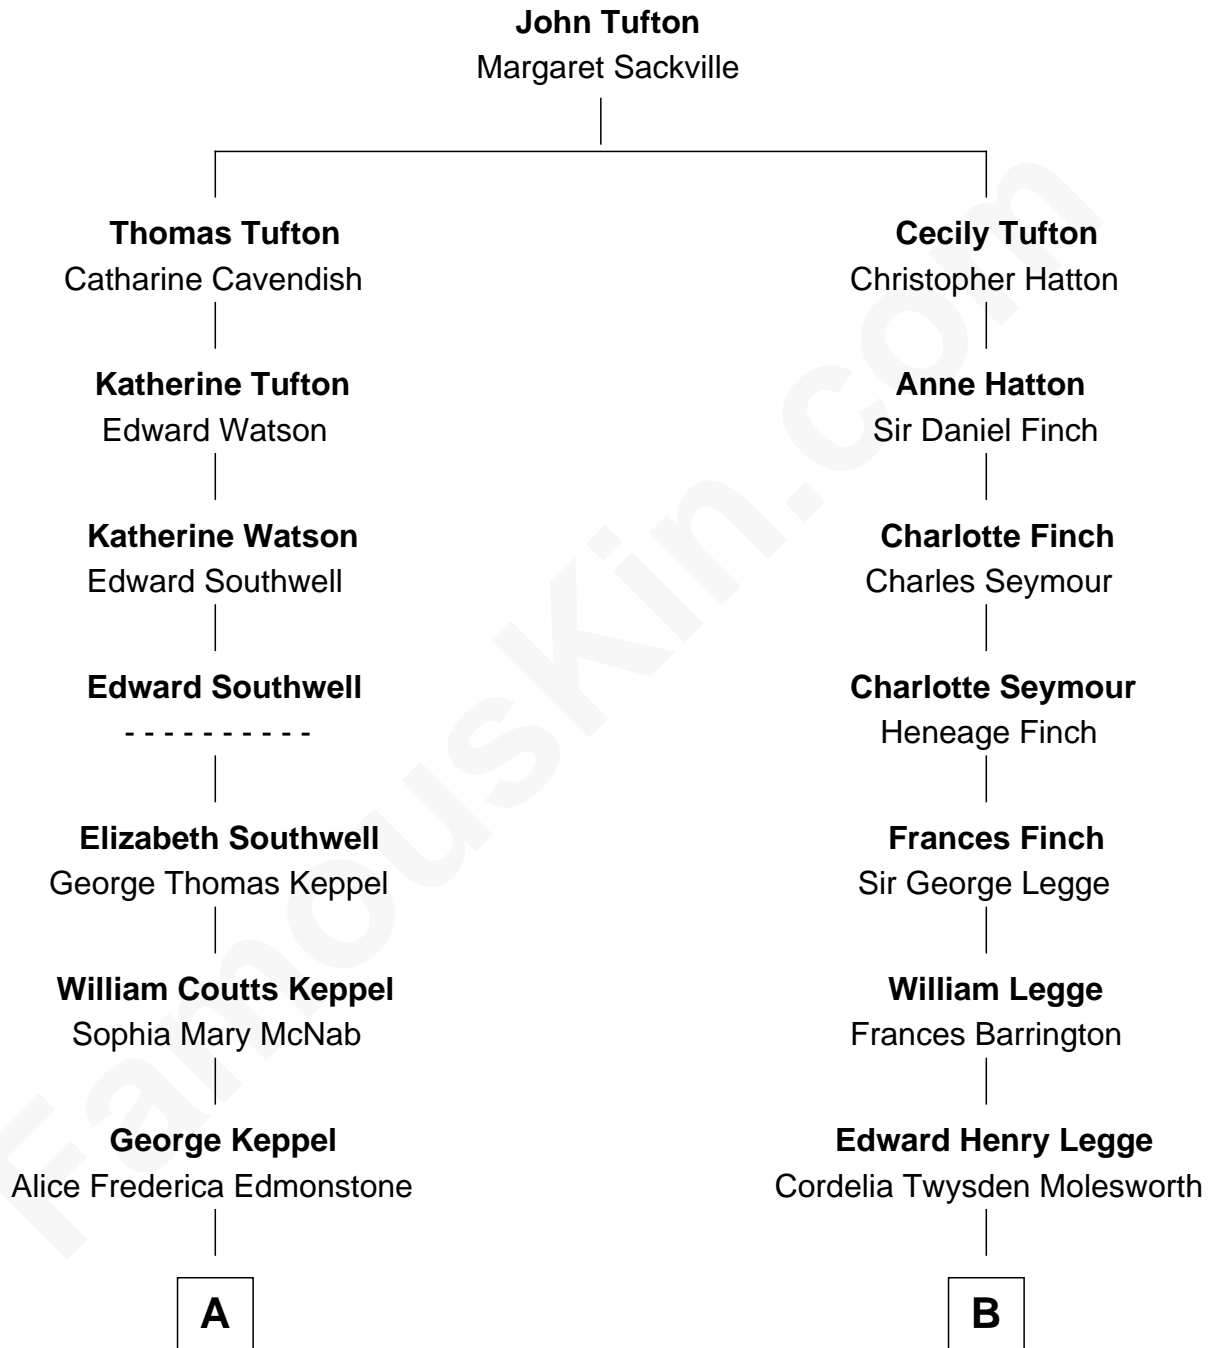 John Tufton
Margaret Sackville
Thomas Tufton
Catharine Cavendish
Katherine Tufton
Edward Watson
Katherine Watson
Edward Southwell
Edward Southwell
- - - - - - - - - -
Elizabeth Southwell
George Thomas Keppel
William Coutts Keppel
Sophia Mary McNab
George Keppel
Alice Frederica Edmonstone
A
Cecily Tufton
Christopher Hatton
Anne Hatton
Sir Daniel Finch
Charlotte Finch
Charles Seymour
Charlotte Seymour
Heneage Finch
Frances Finch
Sir George Legge
William Legge
Frances Barrington
Edward Henry Legge
Cordelia Twysden Molesworth
B
FamousKin.com